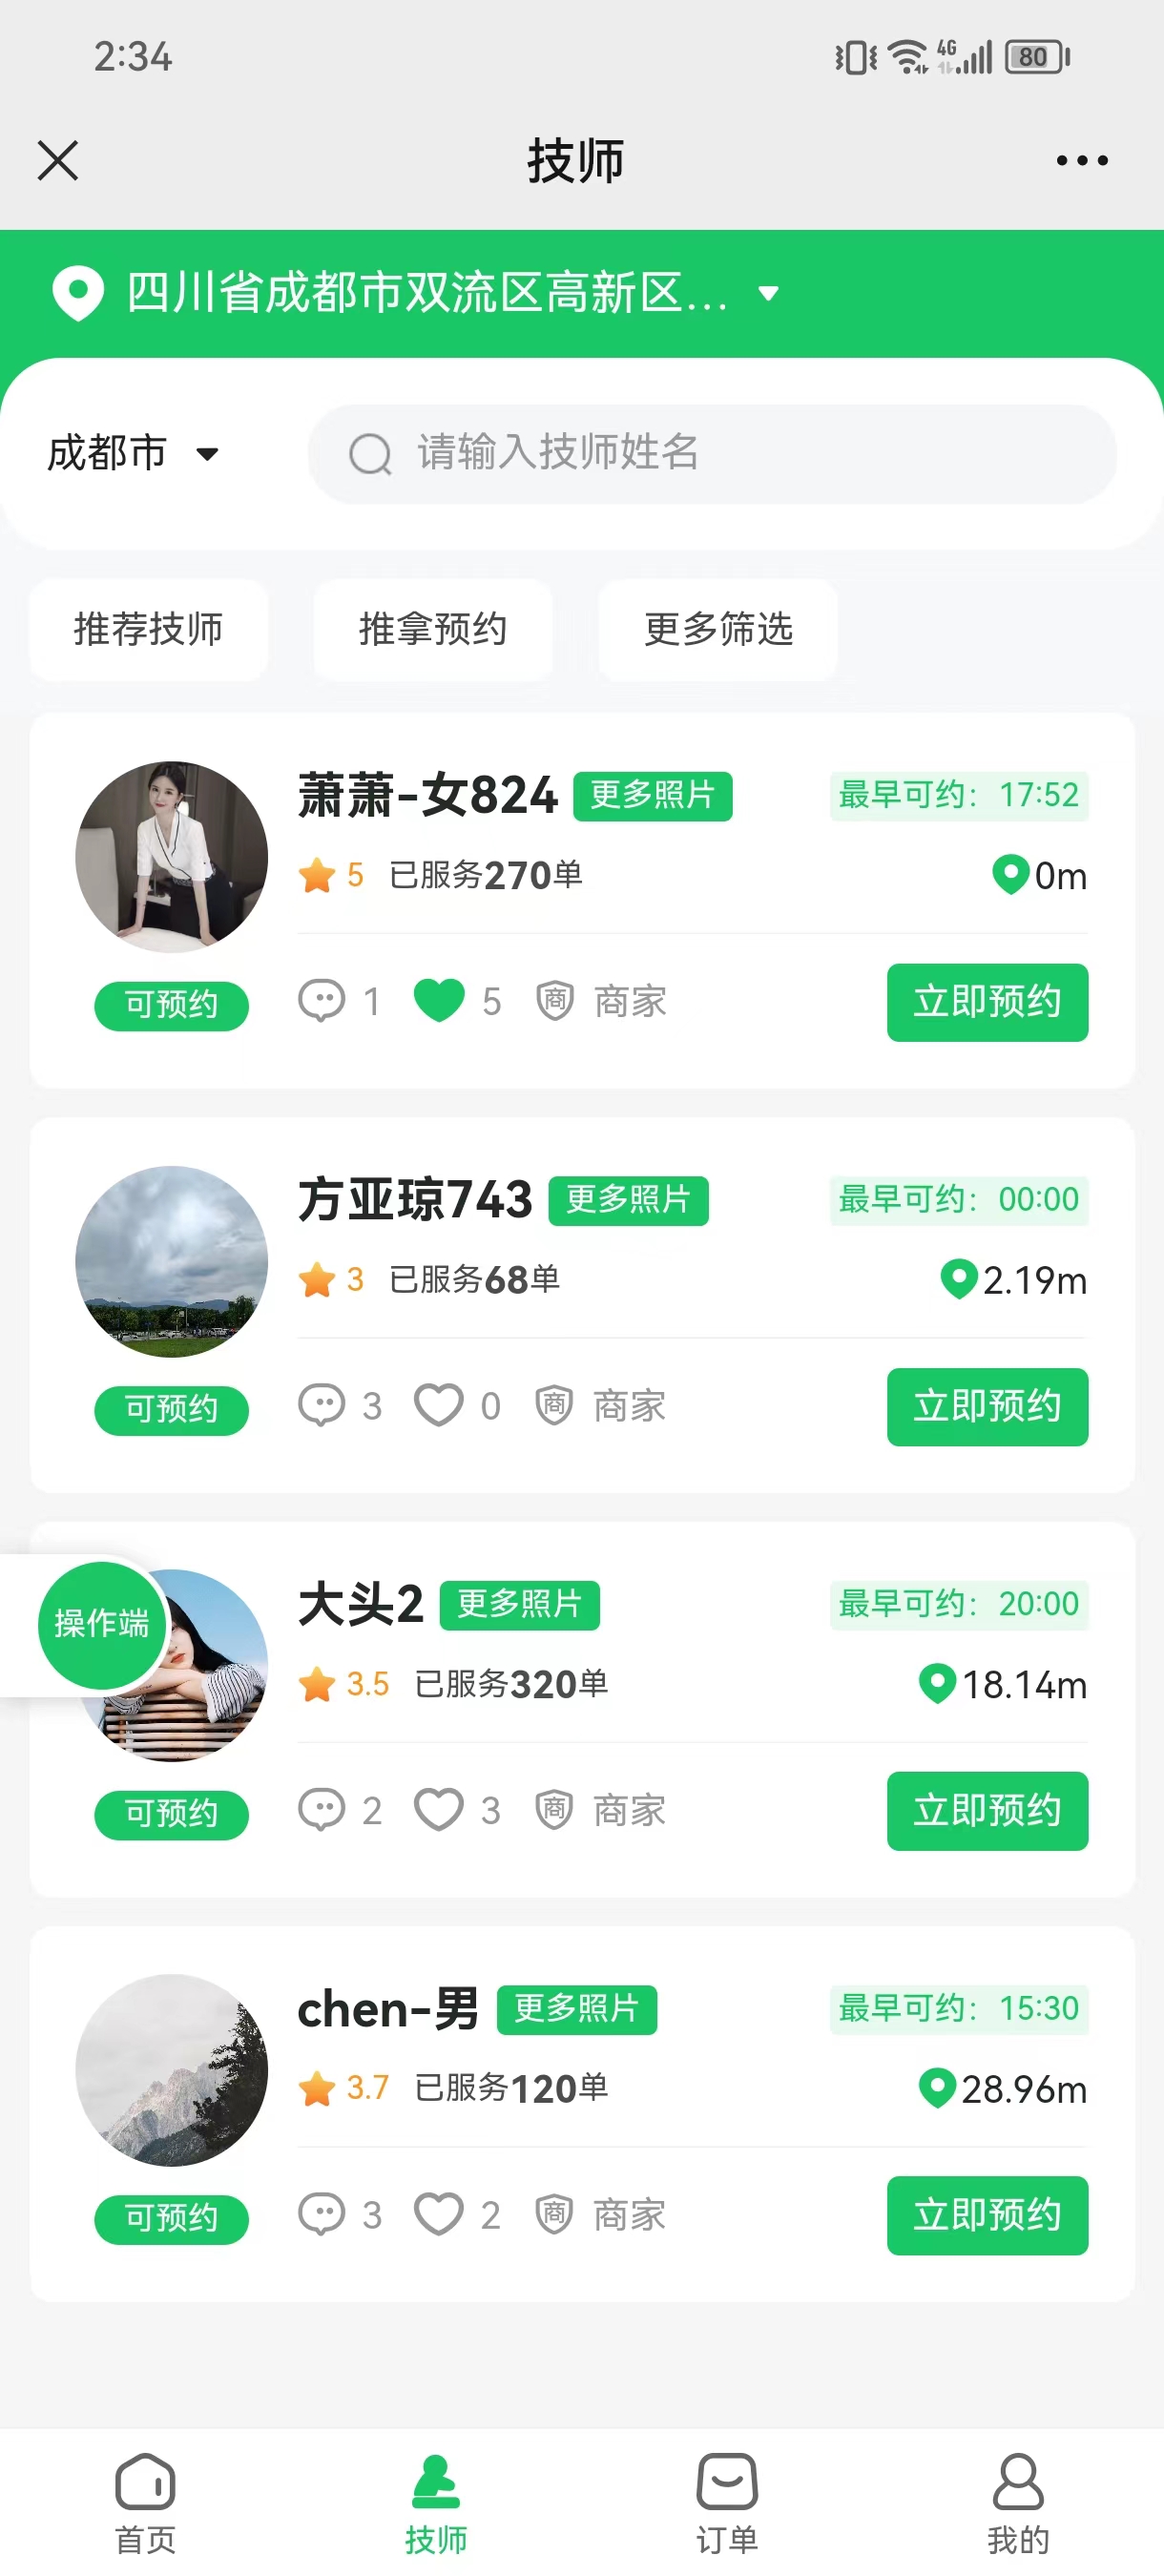 2:34
4G
80
技师
四川省成都市双流区高新区...
成都市
请输入技师姓名
推荐技师 推拿预约 更多筛选
萧萧-女824 更多照片 最早可约：17:52
5 已服务270单 0m
可预约 1 5 商 商家 立即预约
方亚琼743 更多照片 最早可约：00:00
3 已服务68单 2.19m
可预约 3 0 商 商家 立即预约
操作端
大头2 更多照片 最早可约：20:00
3.5 已服务320单 18.14m
可预约 2 3 商 商家 立即预约
chen-男 更多照片 最早可约：15:30
3.7 已服务120单 28.96m
可预约 3 2 商 商家 立即预约
首页 技师 订单 我的